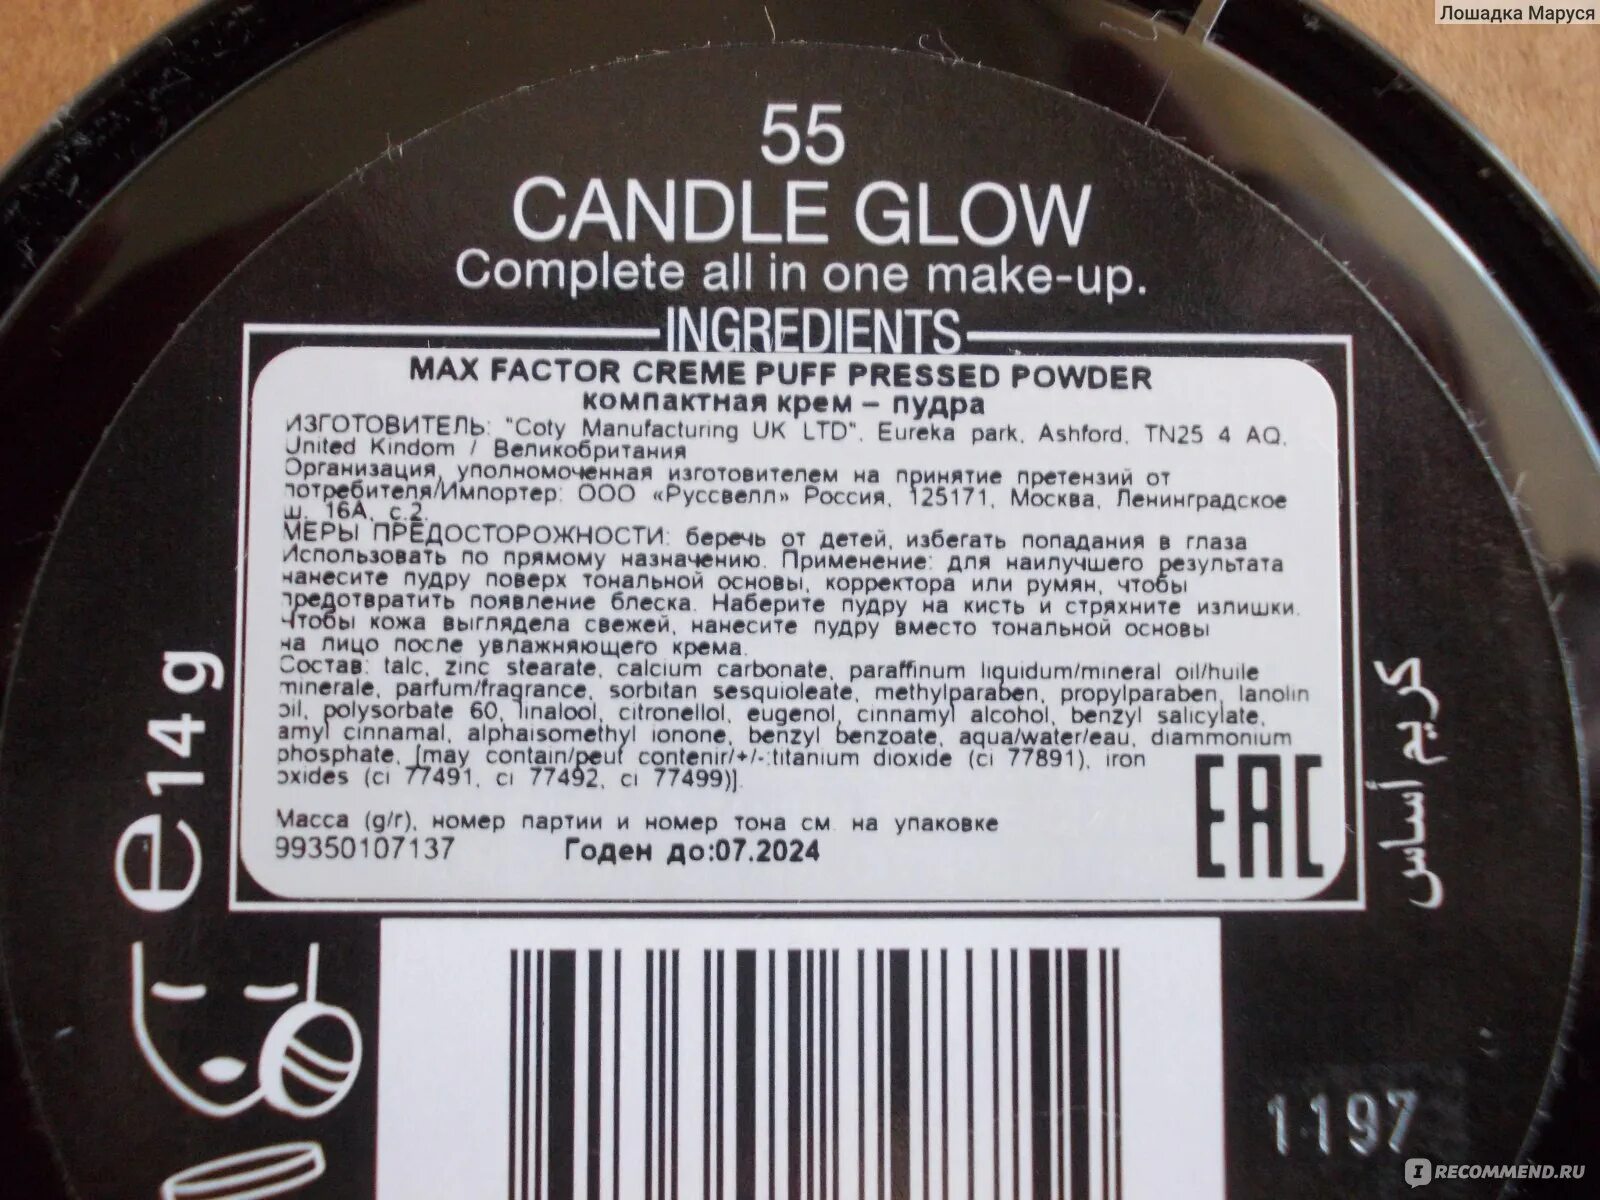 Лошадка Маруся
55
CANDLE GLOW
Complete all in one make-up.
INGREDIENTS
MAX FACTOR CREME PUFF PRESSED POWDER
компактная крем – пудра
ИЗГОТОВИТЕЛЬ: "Coty Manufacturing UK LTD", Eureka park, Ashford, TN25 4 AQ,
United Kindom / Великобритания
Организация, уполномоченная изготовителем на принятие претензий от
потребителя/Импортер: ООО «Руссвелл» Россия, 125171, Москва, Ленинградское
ш. 16А, с.2.
МЕРЫ ПРЕДОСТОРОЖНОСТИ: беречь от детей, избегать попадания в глаза
Использовать по прямому назначению. Применение: для наилучшего результата
нанесите пудру поверх тональной основы, корректора или румян, чтобы
предотвратить появление блеска. Наберите пудру на кисть и стряхните излишки.
Чтобы кожа выглядела свежей, нанесите пудру вместо тональной основы
на лицо после увлажняющего крема.
Состав: talc, zinc stearate, calcium carbonate, paraffinum liquidum/mineral oil/huile
minerale, parfum/fragrance, sorbitan sesquioleate, methylparaben, propylparaben, lanolin
oil, polysorbate 60, linalool, citronellol, eugenol, cinnamyl alcohol, benzyl salicylate,
amyl cinnamal, alphaisomethyl ionone, benzyl benzoate, aqua/water/eau, diammonium
phosphate, [may contain/peut contenir/+/-:titanium dioxide (ci 77891), iron
oxides (ci 77491, ci 77492, ci 77499)].
Масса (g/г), номер партии и номер тона см. на упаковке
99350107137 Годен до:07.2024
EAC
e14g
كريم أساس
1197
IRECOMMEND.RU